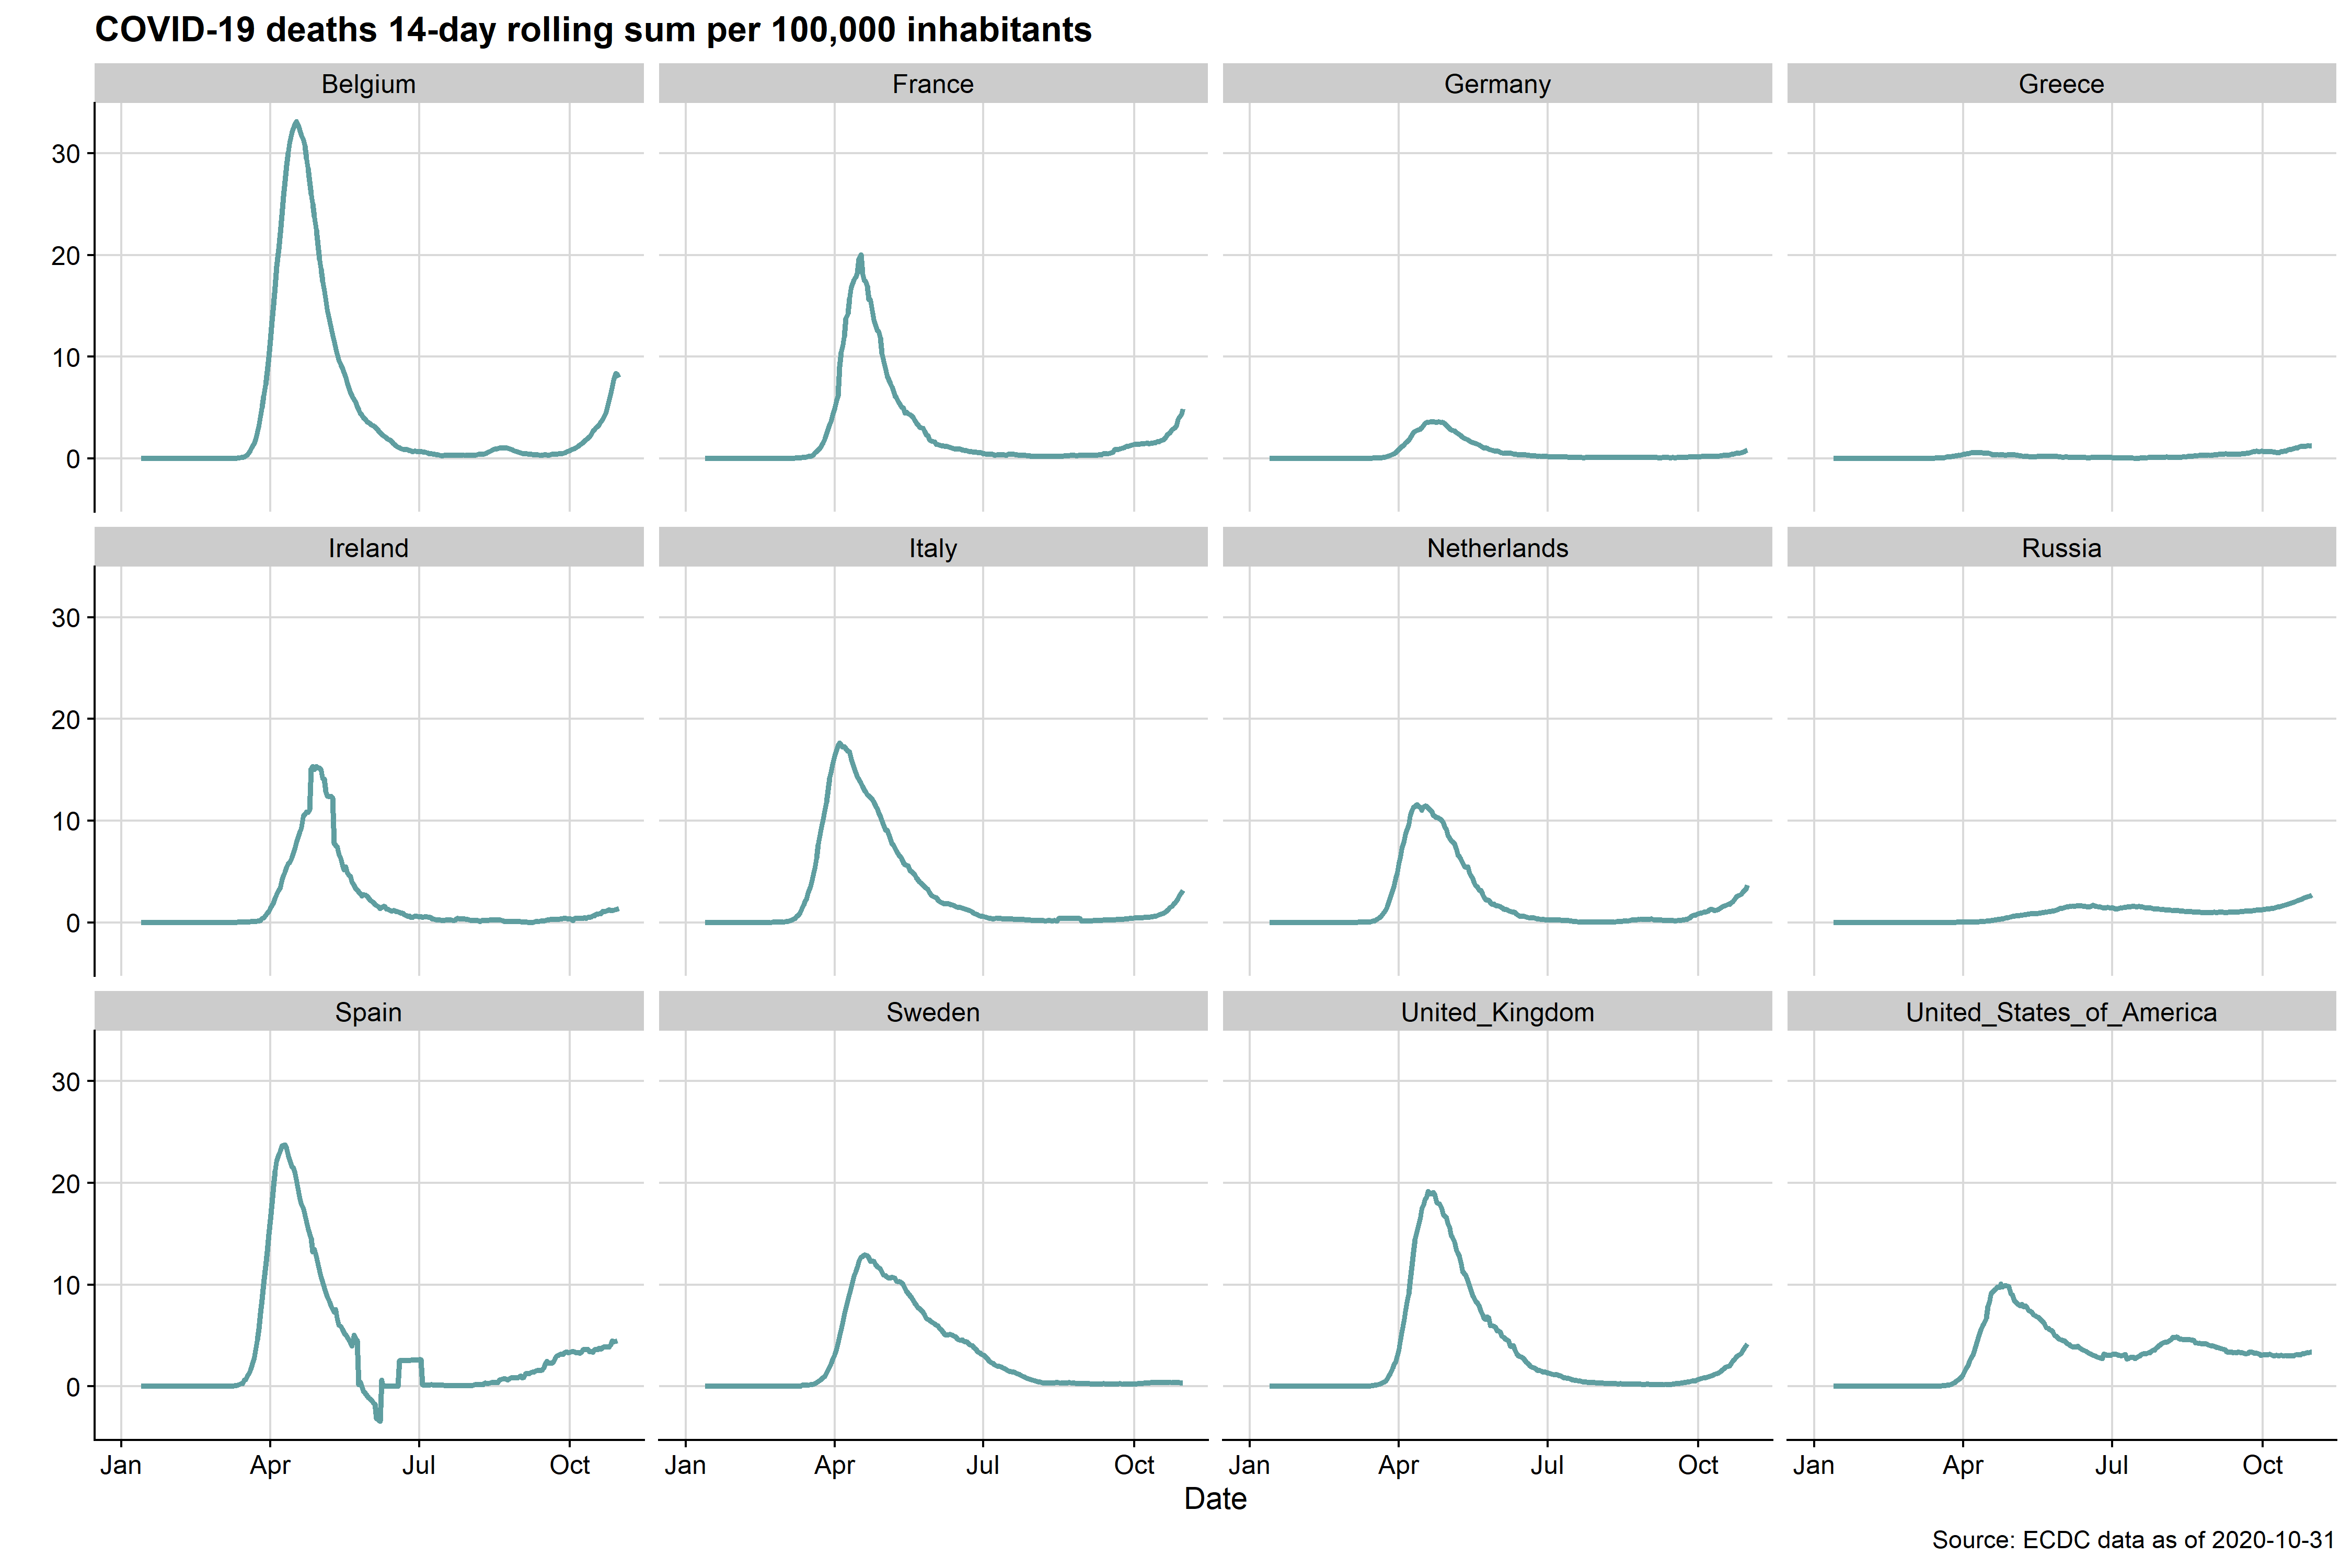 COVID-19 deaths 14-day rolling sum per 100,000 inhabitants
Belgium France Germany Greece
30
20
10
0
Ireland Italy Netherlands Russia
30
20
10
0
Spain Sweden United_Kingdom United_States_of_America
30
20
10
0
Jan Apr Jul Oct Jan Apr Jul Oct Jan Apr Jul Oct Jan Apr Jul Oct
Date
Source: ECDC data as of 2020-10-31